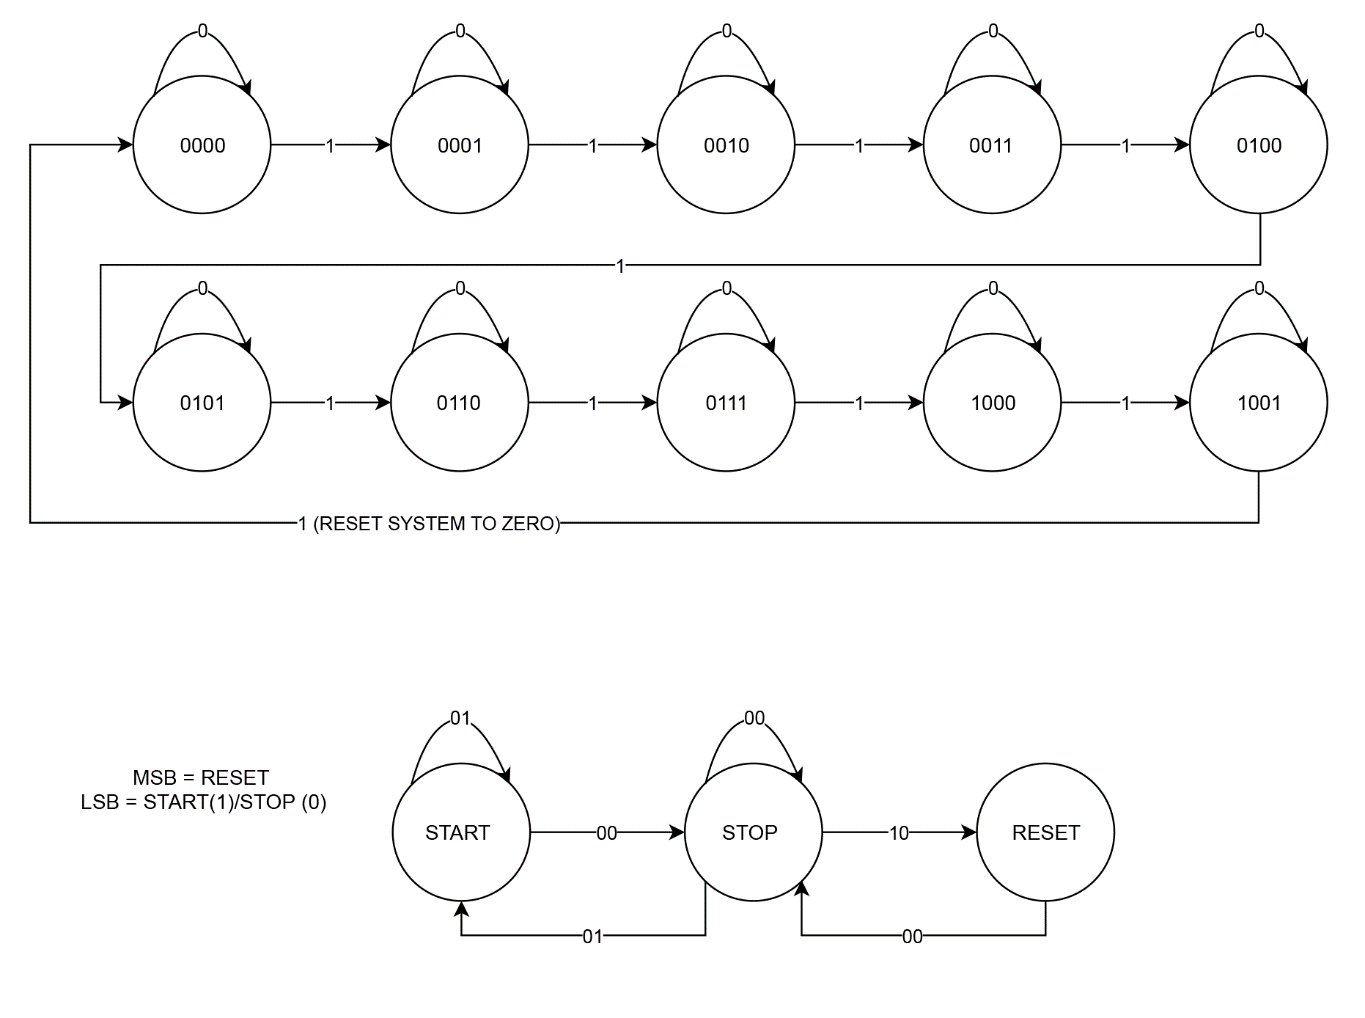 0 0 0 0 0
0000 1 0001 1 0010 1 0011 1 0100
1
0 0 0 0 0
0101 1 0110 1 0111 1 1000 1 1001
1 (RESET SYSTEM TO ZERO)
01 00
MSB = RESET
LSB = START(1)/STOP (0)
START 00 STOP 10 RESET
01 00